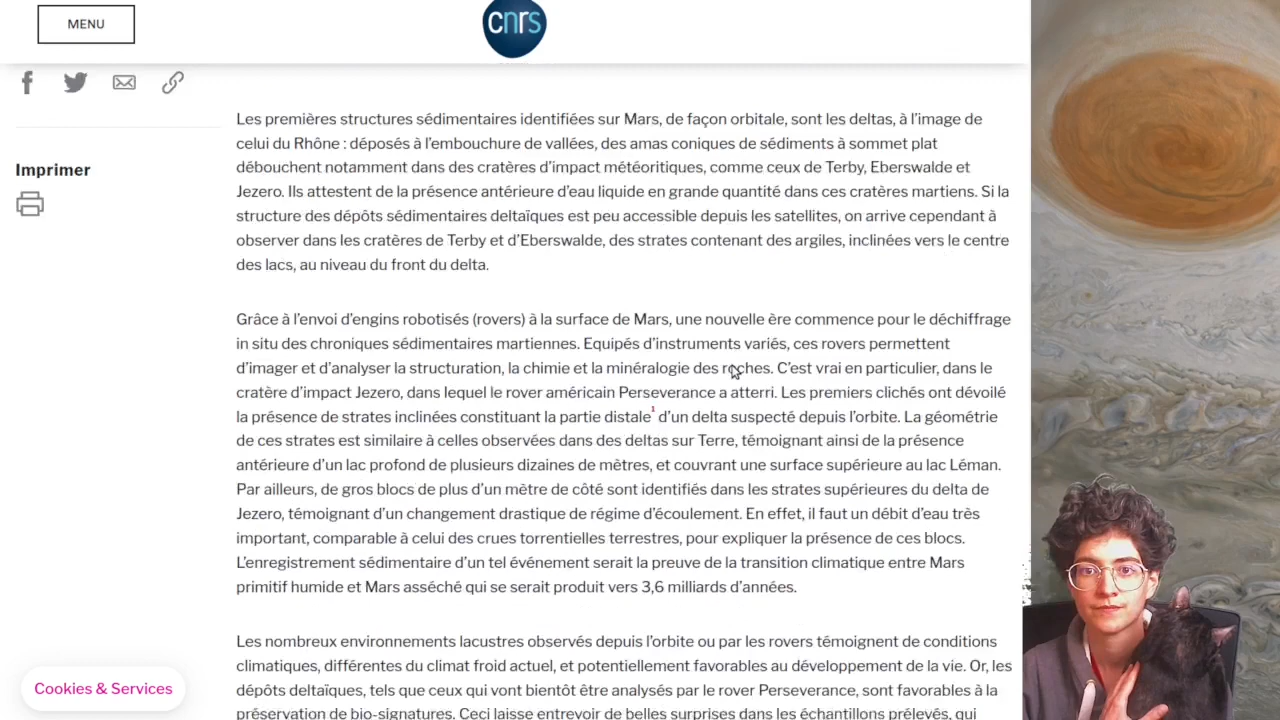 MENU
cnrs
Imprimer
Les premières structures sédimentaires identifiées sur Mars, de façon orbitale, sont les deltas, à l’image de
celui du Rhône : déposés à l’embouchure de vallées, des amas coniques de sédiments à sommet plat
débouchent notamment dans des cratères d’impact météoritiques, comme ceux de Terby, Eberswalde et
Jezero. Ils attestent de la présence antérieure d’eau liquide en grande quantité dans ces cratères martiens. Si la
structure des dépôts sédimentaires deltaïques est peu accessible depuis les satellites, on arrive cependant à
observer dans les cratères de Terby et d’Eberswalde, des strates contenant des argiles, inclinées vers le centre
des lacs, au niveau du front du delta.
Grâce à l’envoi d’engins robotisés (rovers) à la surface de Mars, une nouvelle ère commence pour le déchiffrage
in situ des chroniques sédimentaires martiennes. Equipés d’instruments variés, ces rovers permettent
d’imager et d’analyser la structuration, la chimie et la minéralogie des roches. C’est vrai en particulier, dans le
cratère d’impact Jezero, dans lequel le rover américain Perseverance a atterri. Les premiers clichés ont dévoilé
la présence de strates inclinées constituant la partie distale1 d’un delta suspecté depuis l’orbite. La géométrie
de ces strates est similaire à celles observées dans des deltas sur Terre, témoignant ainsi de la présence
antérieure d’un lac profond de plusieurs dizaines de mètres, et couvrant une surface supérieure au lac Léman.
Par ailleurs, de gros blocs de plus d’un mètre de côté sont identifiés dans les strates supérieures du delta de
Jezero, témoignant d’un changement drastique de régime d’écoulement. En effet, il faut un débit d’eau très
important, comparable à celui des crues torrentielles terrestres, pour expliquer la présence de ces blocs.
L’enregistrement sédimentaire d’un tel événement serait la preuve de la transition climatique entre Mars
primitif humide et Mars asséché qui se serait produit vers 3,6 milliards d’années.
Les nombreux environnements lacustres observés depuis l’orbite ou par les rovers témoignent de conditions
climatiques, différentes du climat froid actuel, et potentiellement favorables au développement de la vie. Or, les
dépôts deltaïques, tels que ceux qui vont bientôt être analysés par le rover Perseverance, sont favorables à la
préservation de bio-signatures. Ceci laisse entrevoir de belles surprises dans les échantillons prélevés, qui
Cookies & Services